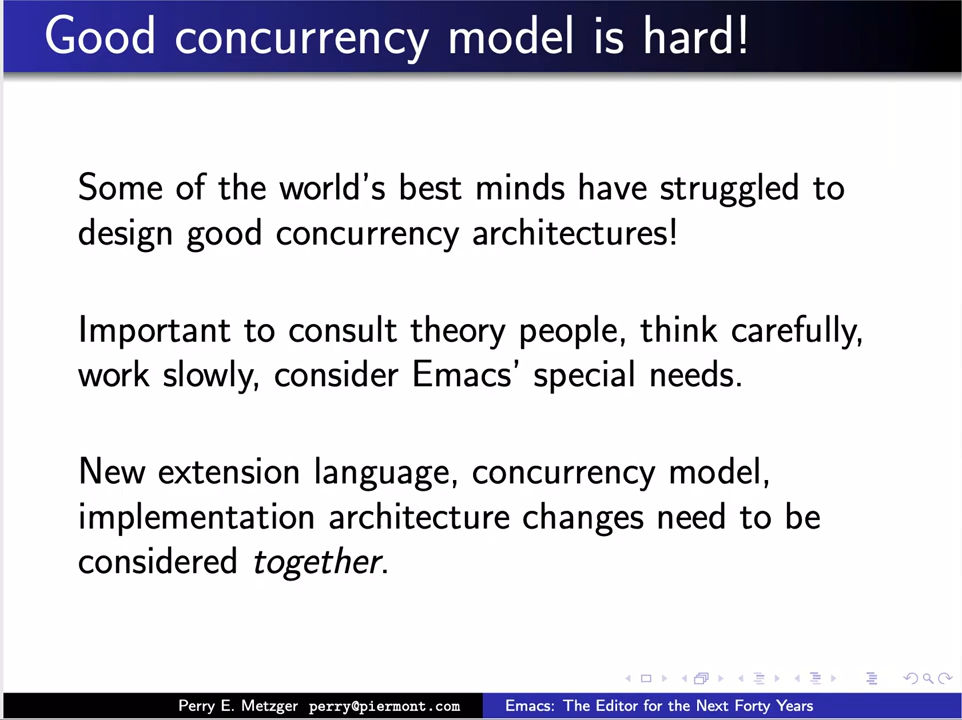 Good concurrency model is hard!
Some of the world's best minds have struggled to
design good concurrency architectures!
Important to consult theory people, think carefully,
work slowly, consider Emacs' special needs.
New extension language, concurrency model,
implementation architecture changes need to be
considered together.
Perry E. Metzger perry@piermont.com
Emacs: The Editor for the Next Forty Years